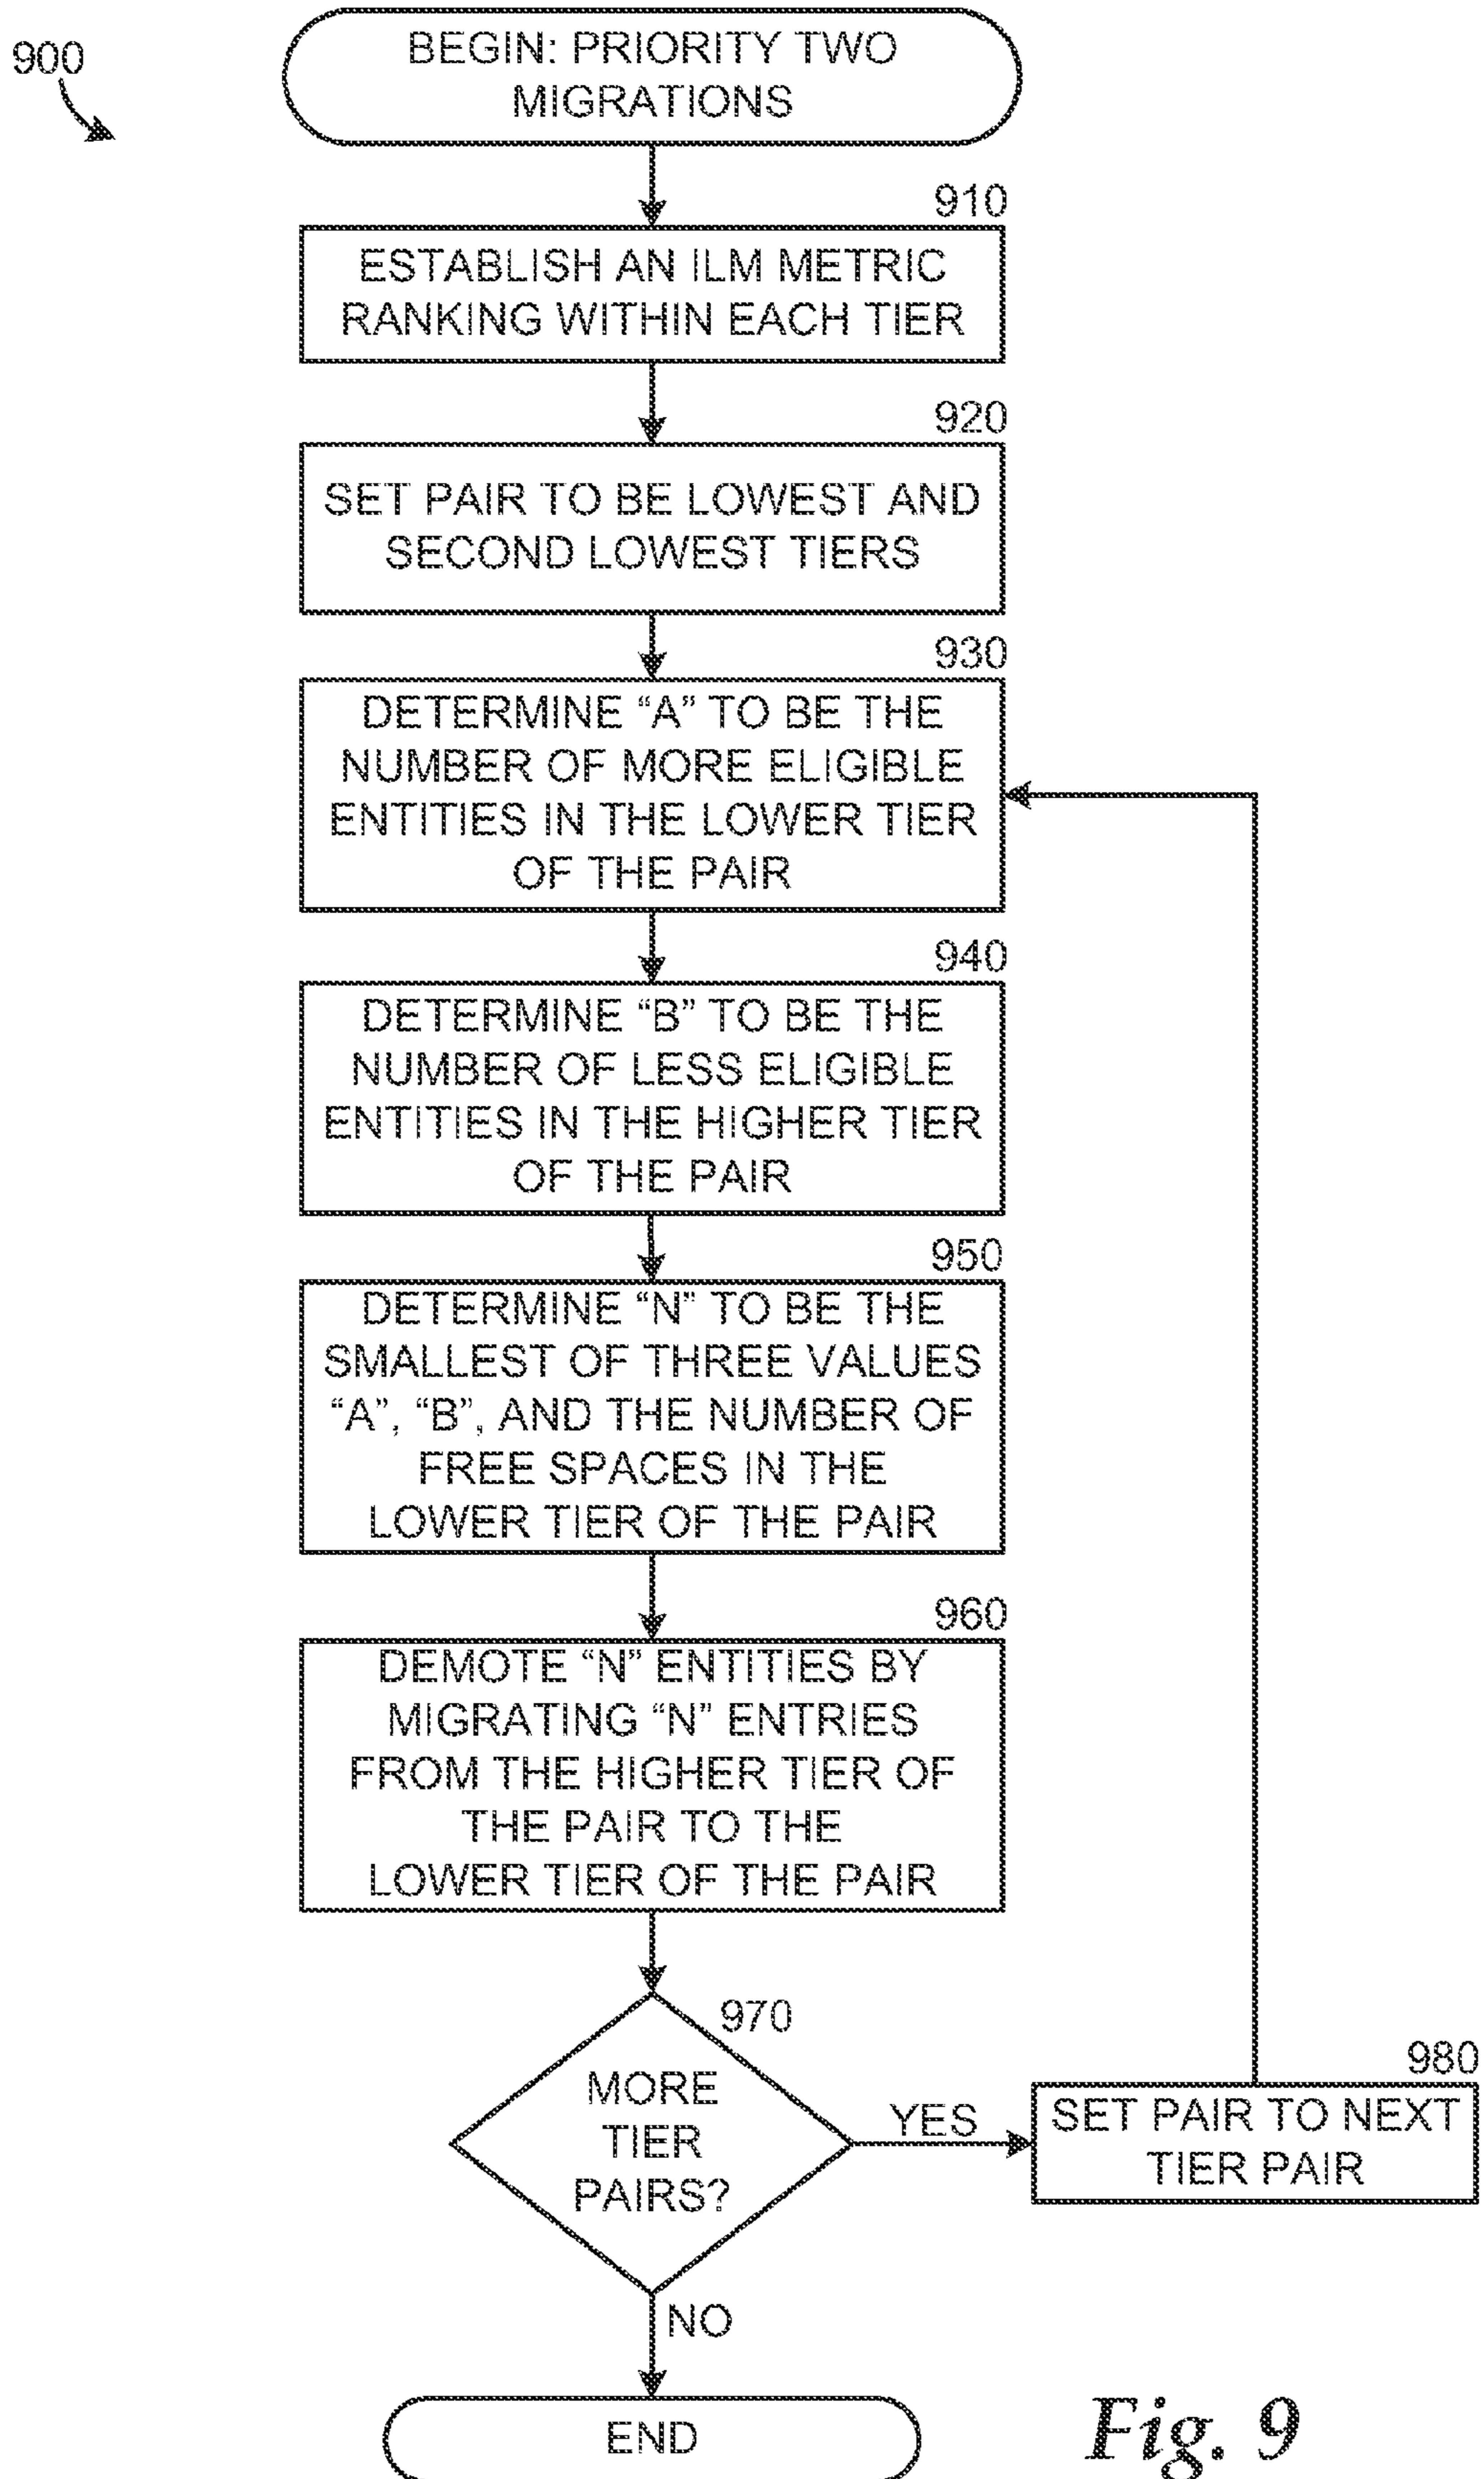 900
BEGIN: PRIORITY TWO
MIGRATIONS
910
ESTABLISH AN ILM METRIC
RANKING WITHIN EACH TIER
920
SET PAIR TO BE LOWEST AND
SECOND LOWEST TIERS
930
DETERMINE “A” TO BE THE
NUMBER OF MORE ELIGIBLE
ENTITIES IN THE LOWER TIER
OF THE PAIR
940
DETERMINE “B” TO BE THE
NUMBER OF LESS ELIGIBLE
ENTITIES IN THE HIGHER TIER
OF THE PAIR
950
DETERMINE “N” TO BE THE
SMALLEST OF THREE VALUES
“A”, “B”, AND THE NUMBER OF
FREE SPACES IN THE
LOWER TIER OF THE PAIR
960
DEMOTE “N” ENTITIES BY
MIGRATING “N” ENTRIES
FROM THE HIGHER TIER OF
THE PAIR TO THE
LOWER TIER OF THE PAIR
970
MORE
TIER
PAIRS?
YES
980
SET PAIR TO NEXT
TIER PAIR
NO
END
Fig. 9